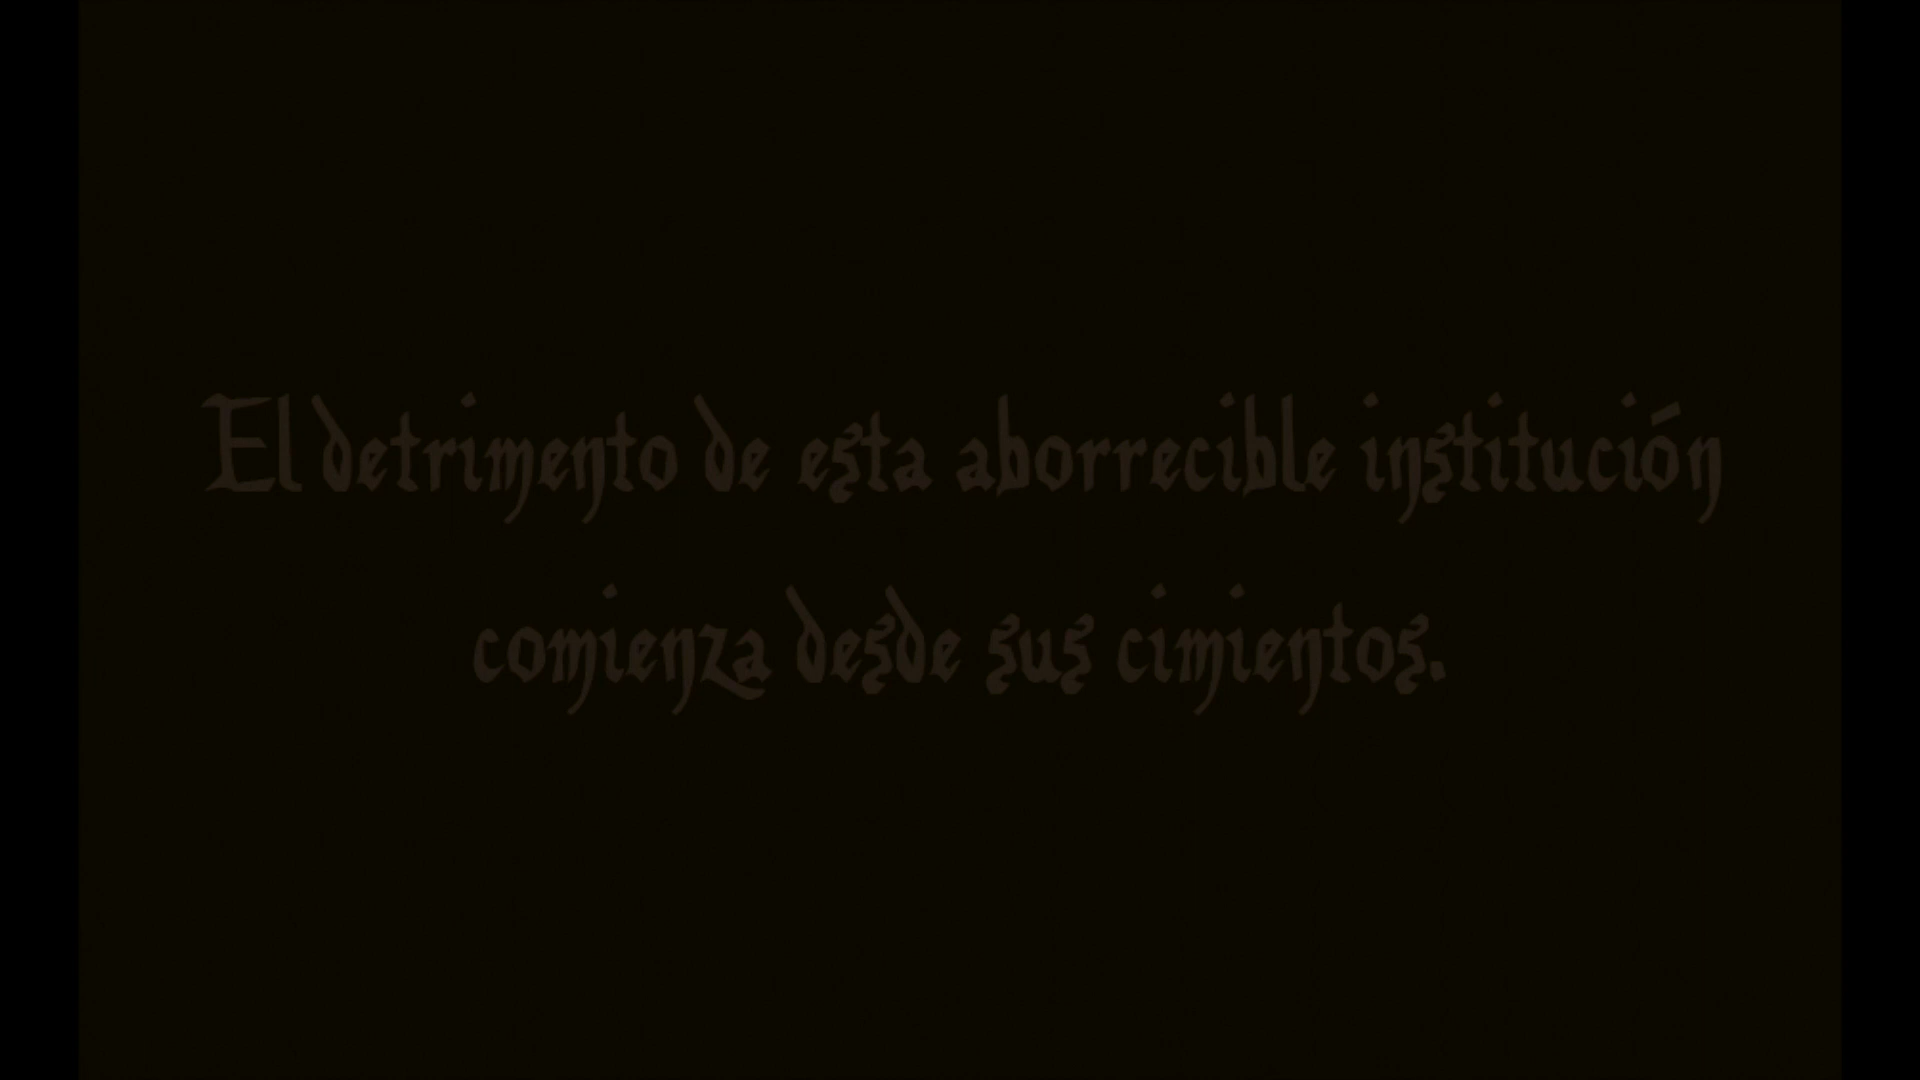 El detrimento de esta aborrecible institución
comienza desde sus cimientos.